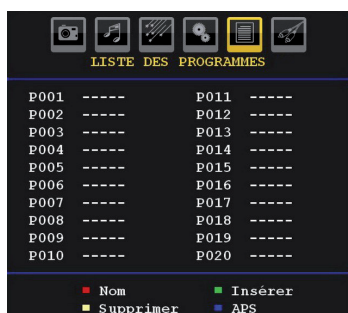 LISTE DES PROGRAMMES
P001 ----- P011 -----
P002 ----- P012 -----
P003 ----- P013 -----
P004 ----- P014 -----
P005 ----- P015 -----
P006 ----- P016 -----
P007 ----- P017 -----
P008 ----- P018 -----
P009 ----- P019 -----
P010 ----- P020 -----
Nom Insérer
Supprimer APS